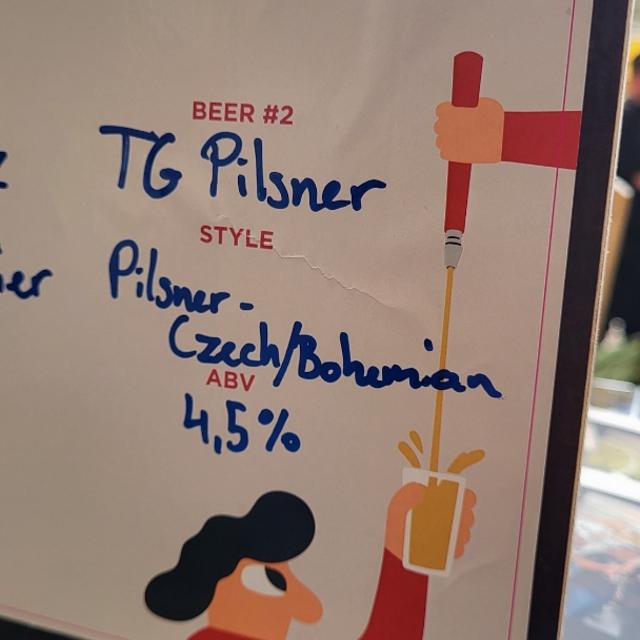 BEER #2
TG Pilsner
STYLE
Pilsner-
Czech/Bohemian
ABV
4,5%